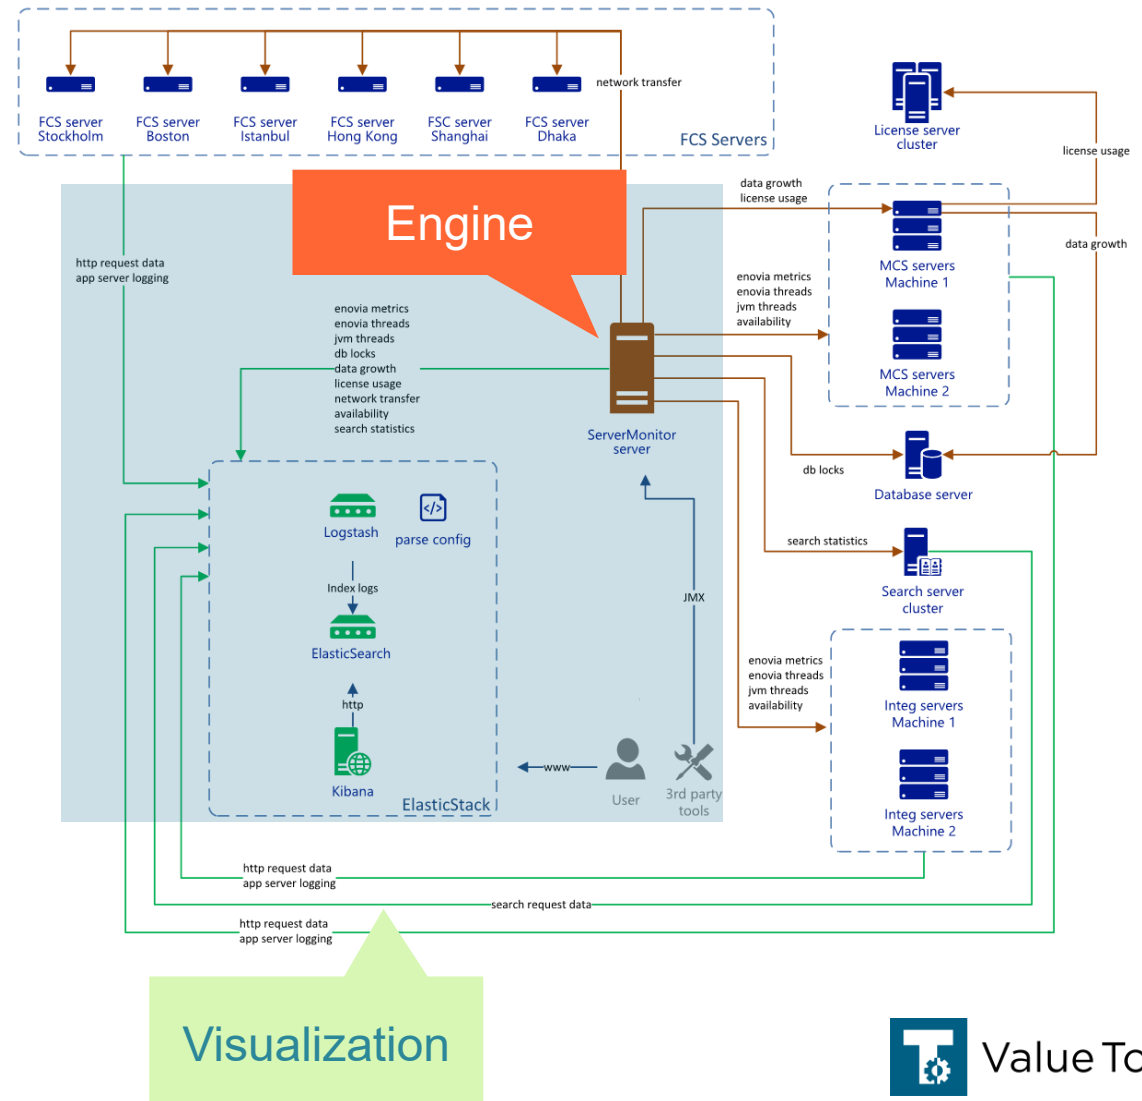 network transfer
FCS server
Stockholm
FCS server
Boston
FCS server
Istanbul
FCS server
Hong Kong
FSC server
Shanghai
FCS server
Dhaka
FCS Servers
License server
cluster
license usage
data growth
license usage
Engine
data growth
MCS servers
Machine 1
http request data
app server logging
enovia metrics
enovia threads
jvm threads
availability
enovia metrics
enovia threads
jvm threads
db locks
data growth
license usage
network transfer
availability
search statistics
MCS servers
Machine 2
ServerMonitor
server
db locks
Database server
Logstash
parse config
search statistics
Index logs
Search server
cluster
JMX
ElasticSearch
enovia metrics
enovia threads
jvm threads
availability
http
Integ servers
Machine 1
www
Kibana
User
3rd party
tools
ElasticStack
Integ servers
Machine 2
http request data
app server logging
search request data
http request data
app server logging
Visualization
Value To